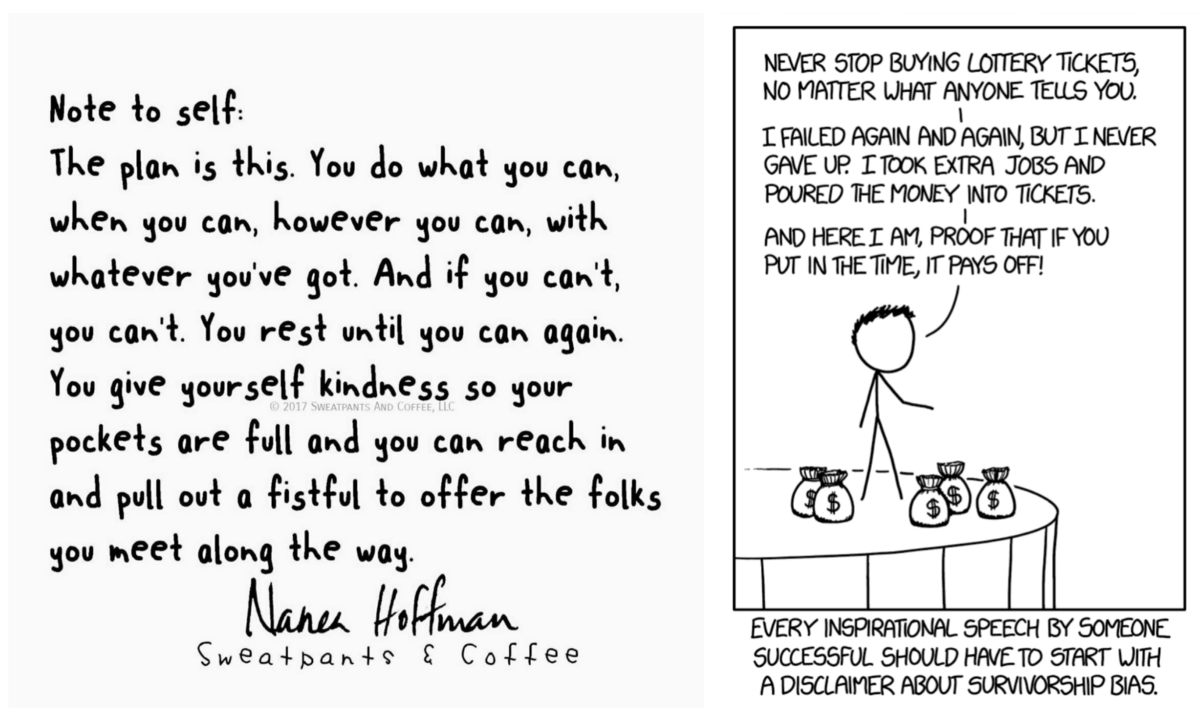 Note to self:
The plan is this. You do what you can,
when you can, however you can, with
whatever you've got. And if you can't,
you can't. You rest until you can again.
You give yourself kindness so your
© 2017 SWEATPANTS AND COFFEE, LLC
pockets are full and you can reach in
and pull out a fistful to offer the folks
you meet along the way.
Nanea Hoffman
Sweatpants & Coffee
NEVER STOP BUYING LOTTERY TICKETS,
NO MATTER WHAT ANYONE TELLS YOU.
I FAILED AGAIN AND AGAIN, BUT I NEVER
GAVE UP. I TOOK EXTRA JOBS AND
POURED THE MONEY INTO TICKETS.
AND HERE I AM, PROOF THAT IF YOU
PUT IN THE TIME, IT PAYS OFF!
$ $ $ $ $
EVERY INSPIRATIONAL SPEECH BY SOMEONE
SUCCESSFUL SHOULD HAVE TO START WITH
A DISCLAIMER ABOUT SURVIVORSHIP BIAS.